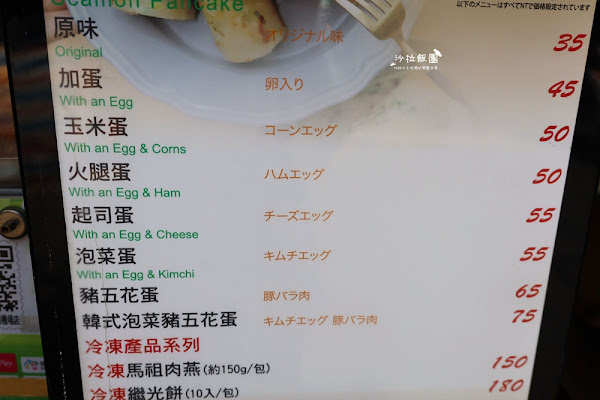 Scallion Pancake
以下のメニューはすべてNTで価格設定されています
沙拉飯團
原味 オリジナル味 35
Original
加蛋 卵入り 45
With an Egg
玉米蛋 コーンエッグ 50
With an Egg & Corns
火腿蛋 ハムエッグ 50
With an Egg & Ham
起司蛋 チーズエッグ 55
With an Egg & Cheese
泡菜蛋 キムチエッグ 55
With an Egg & Kimchi
豬五花蛋 豚バラ肉 65
韓式泡菜豬五花蛋 キムチエッグ 豚バラ肉 75
冷凍產品系列
冷凍馬祖肉燕(約150g/包) 150
冷凍繼光餅(10入/包) 180